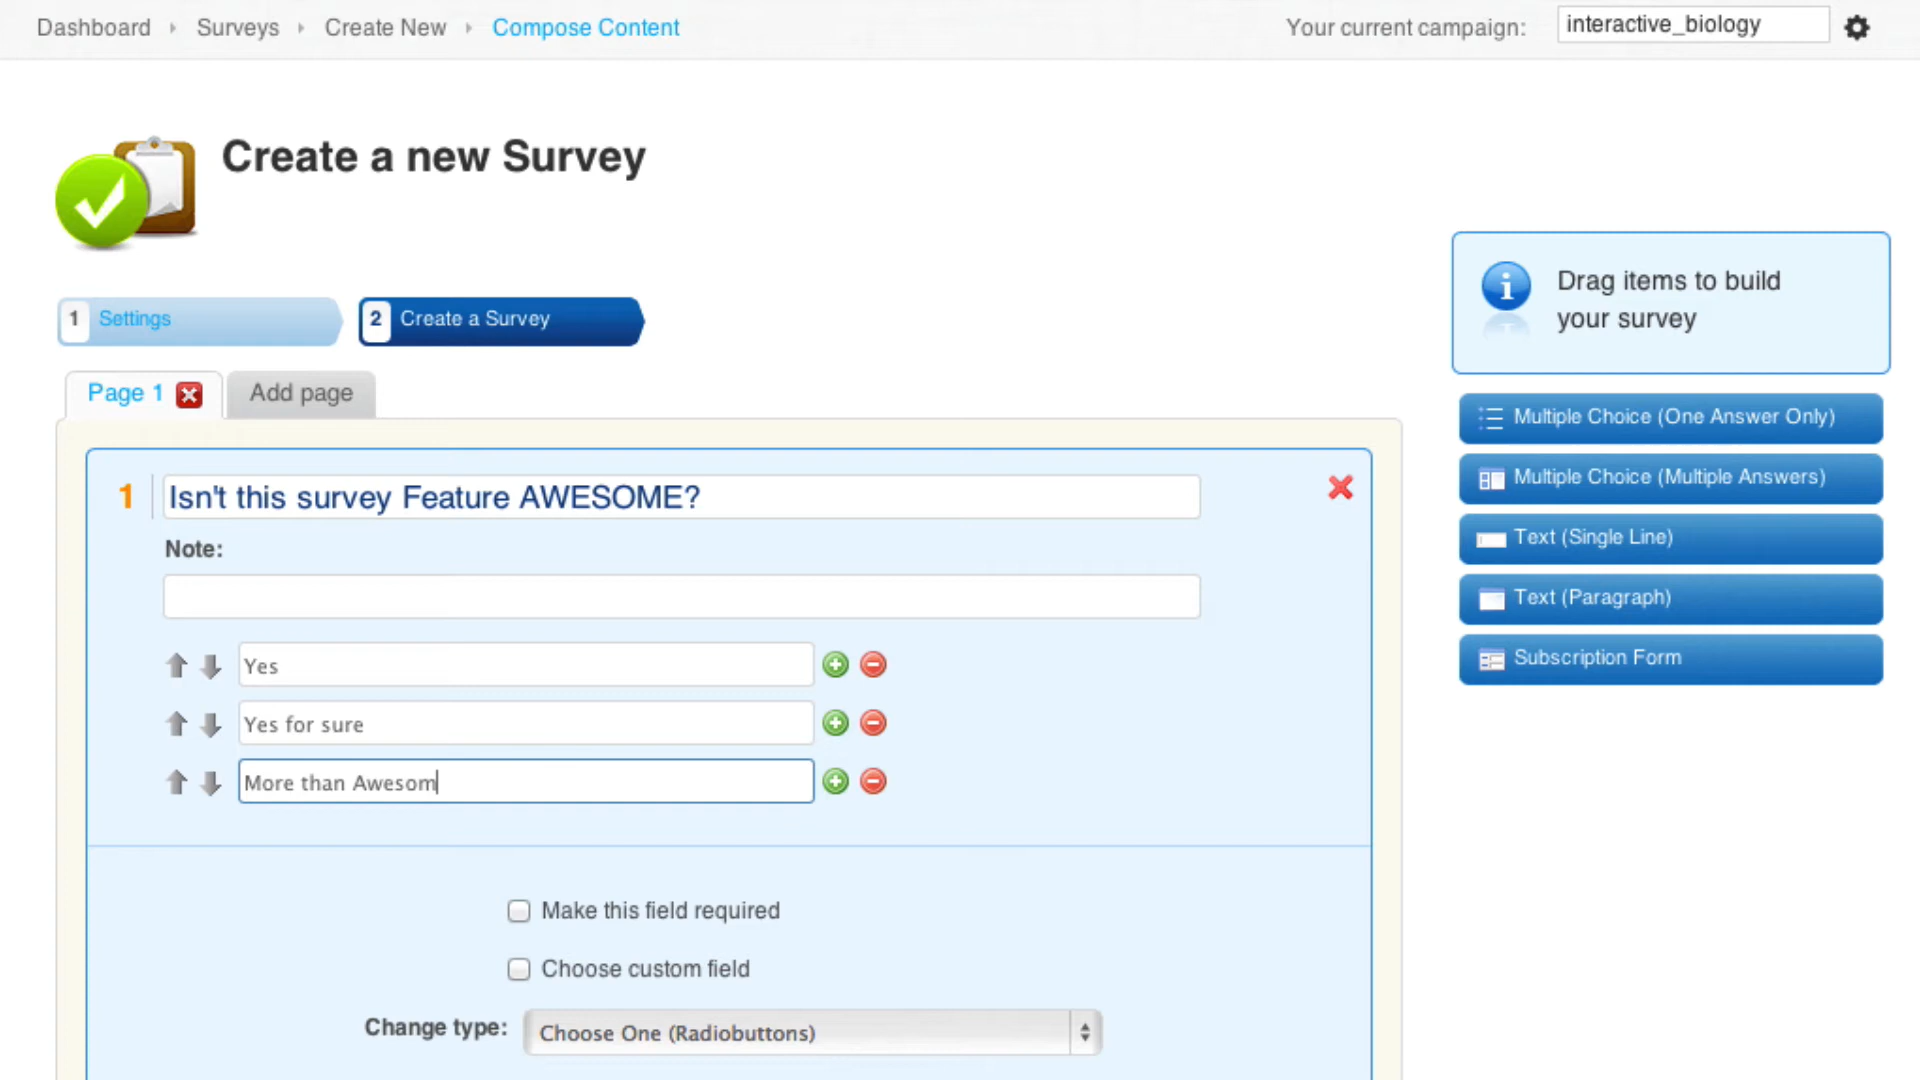 Dashboard Surveys Create New Compose Content Your current campaign: interactive_biology
Create a new Survey
i Drag items to build
your survey
1 Settings 2 Create a Survey
Page 1 Add page
1 Isn't this survey Feature AWESOME?
Note:
Yes
Yes for sure
More than Awesom
Make this field required
Choose custom field
Change type: Choose One (Radiobuttons)
Multiple Choice (One Answer Only)
Multiple Choice (Multiple Answers)
Text (Single Line)
Text (Paragraph)
Subscription Form